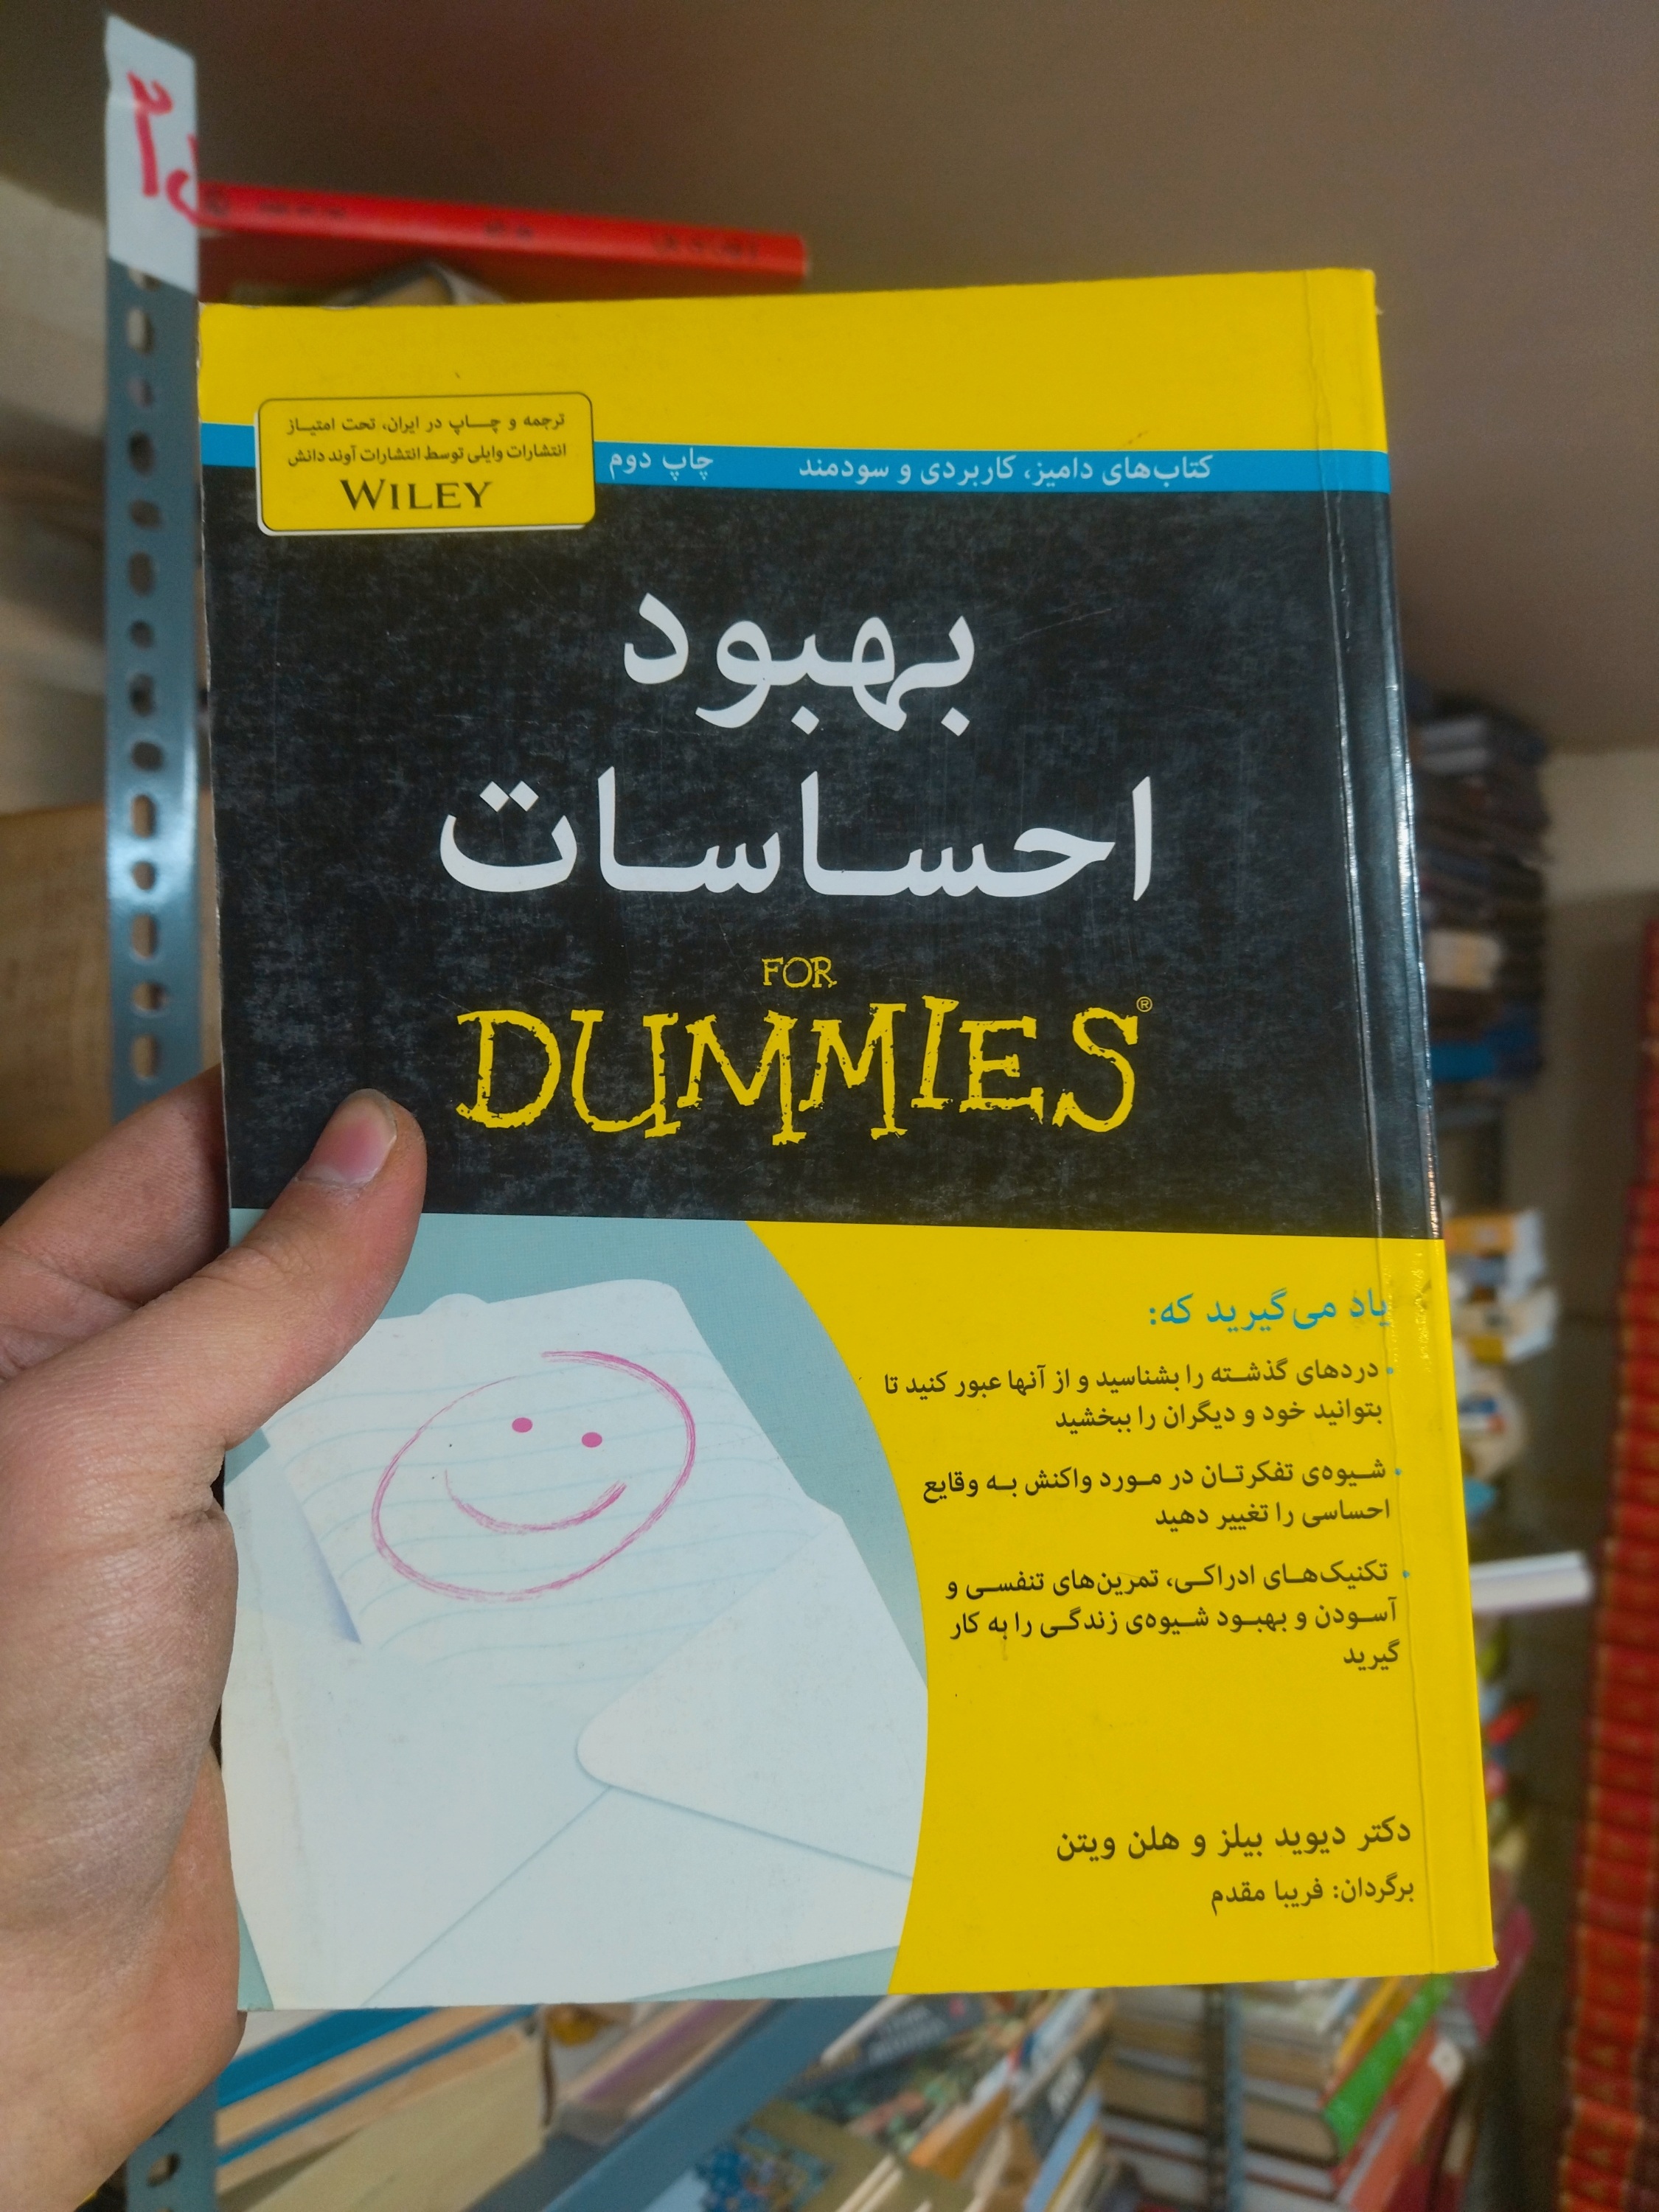 ترجمه و چاپ در ایران، تحت امتیاز
انتشارات وایلی توسط انتشارات آوند دانش
WILEY
کتاب‌های دامیز، کاربردی و سودمند چاپ دوم
بهبود
احساسات
FOR
DUMMIES®
یاد می‌گیرید که:
• دردهای گذشته را بشناسید و از آنها عبور کنید تا
بتوانید خود و دیگران را ببخشید
• شیوه‌ی تفکرتان در مورد واکنش به وقایع
احساسی را تغییر دهید
• تکنیک‌های ادراکی، تمرین‌های تنفسی و
آسودن و بهبود شیوه‌ی زندگی را به کار
گیرید
دکتر دیوید بیلز و هلن ویتن
برگردان: فریبا مقدم